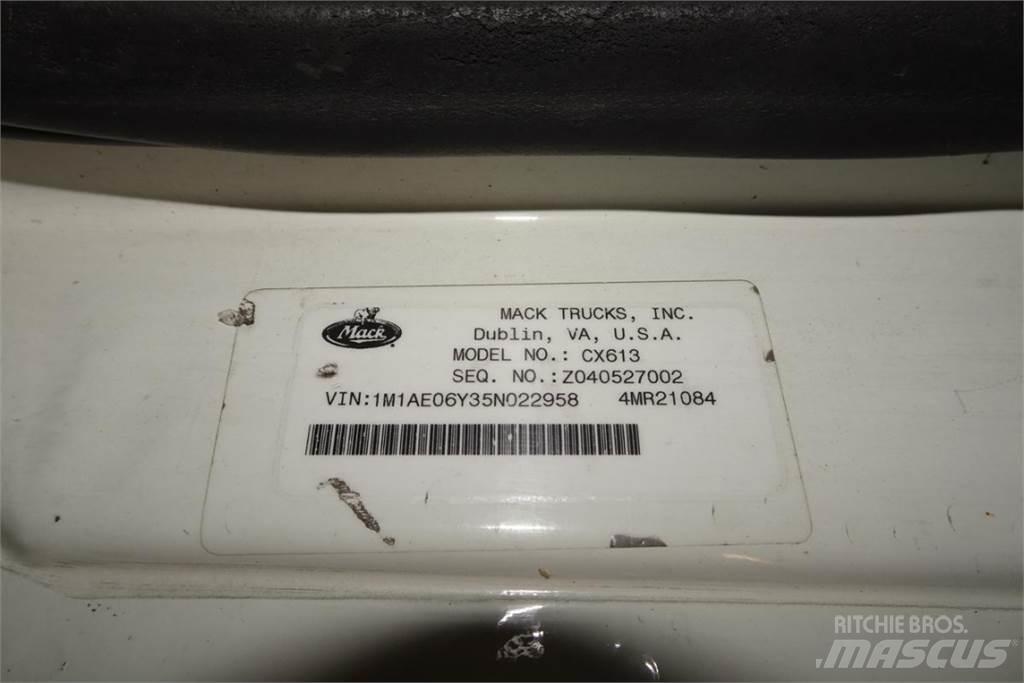 Mack
MACK TRUCKS, INC.
Dublin, VA, U.S.A.
MODEL NO.: CX613
SEQ. NO.:Z040527002
VIN:1M1AE06Y35N022958 4MR21084
RITCHIE BROS.
MASCUS